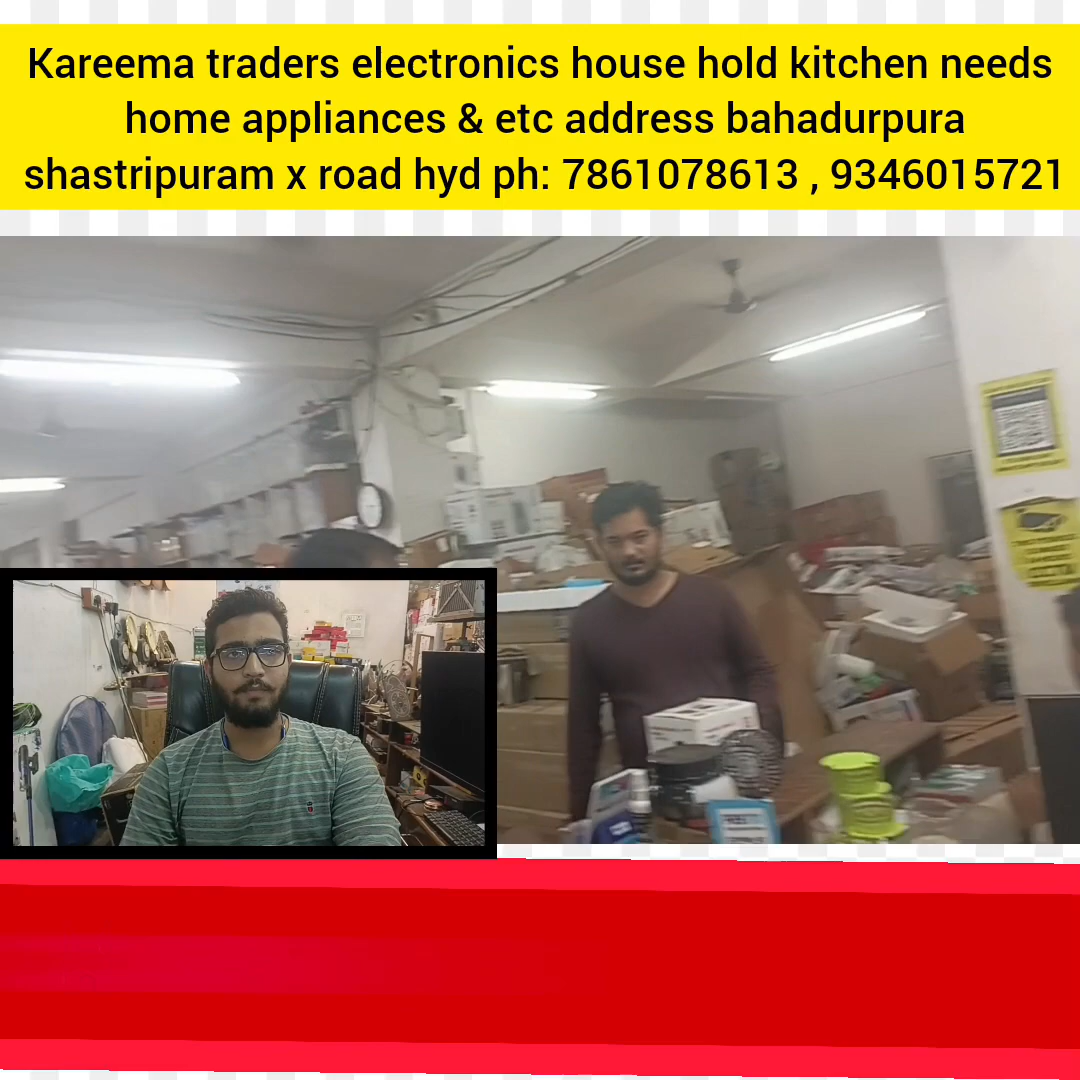 Kareema traders electronics house hold kitchen needs
home appliances & etc address bahadurpura
shastripuram x road hyd ph: 7861078613 , 9346015721